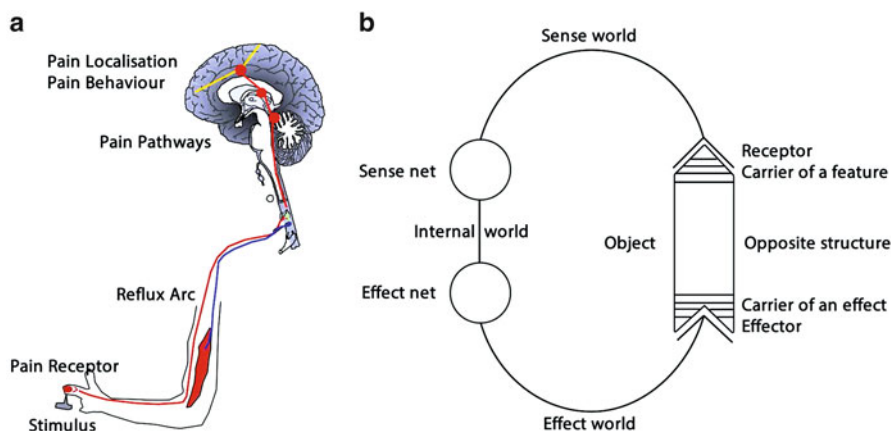 a
Pain Localisation
Pain Behaviour
Pain Pathways
Reflux Arc
Pain Receptor
Stimulus
b
Sense world
Receptor
Carrier of a feature
Sense net
Internal world
Object
Opposite structure
Effect net
Carrier of an effect
Effector
Effect world